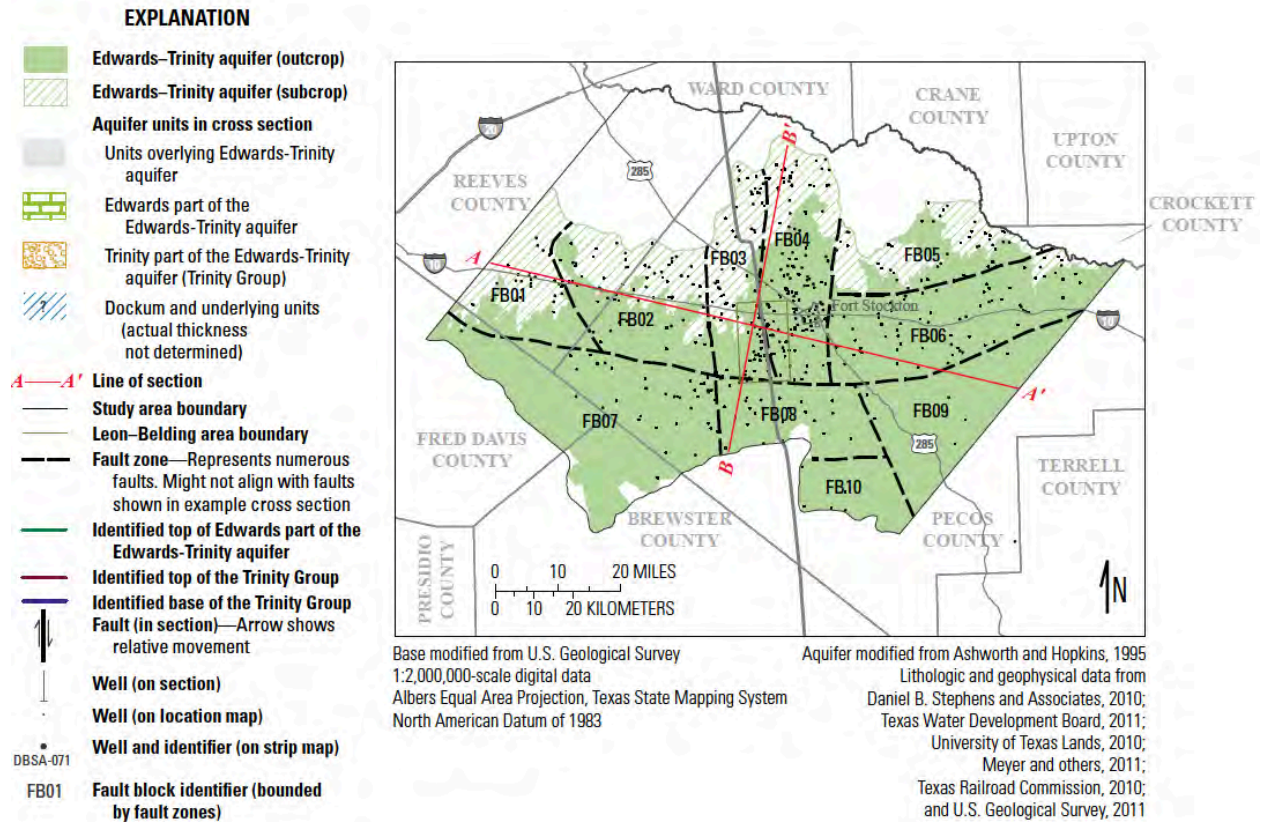 EXPLANATION
Edwards–Trinity aquifer (outcrop)
Edwards–Trinity aquifer (subcrop)
Aquifer units in cross section
Units overlying Edwards-Trinity
aquifer
Edwards part of the
Edwards-Trinity aquifer
Trinity part of the Edwards-Trinity
aquifer (Trinity Group)
?
Dockum and underlying units
(actual thickness
not determined)
A A' Line of section
Study area boundary
Leon–Belding area boundary
Fault zone—Represents numerous
faults. Might not align with faults
shown in example cross section
Identified top of Edwards part of the
Edwards-Trinity aquifer
Identified top of the Trinity Group
Identified base of the Trinity Group
Fault (in section)—Arrow shows
relative movement
Well (on section)
Well (on location map)
Well and identifier (on strip map)
DBSA-071
FB01 Fault block identifier (bounded
by fault zones)
WARD COUNTY
CRANE
COUNTY
UPTON
COUNTY
CROCKETT
COUNTY
REEVES
COUNTY
20
285
B'
A
10
FB01
FB02
FB03
FB04
FB05
Fort Stockton
FB06
10
A'
FB07
FB08
FB09
285
B
FB10
FRED DAVIS
COUNTY
BREWSTER
COUNTY
PECOS
COUNTY
TERRELL
COUNTY
PRESIDIO
COUNTY
0 10 20 MILES
0 10 20 KILOMETERS
N
Base modified from U.S. Geological Survey
1:2,000,000-scale digital data
Albers Equal Area Projection, Texas State Mapping System
North American Datum of 1983
Aquifer modified from Ashworth and Hopkins, 1995
Lithologic and geophysical data from
Daniel B. Stephens and Associates, 2010;
Texas Water Development Board, 2011;
University of Texas Lands, 2010;
Meyer and others, 2011;
Texas Railroad Commission, 2010;
and U.S. Geological Survey, 2011